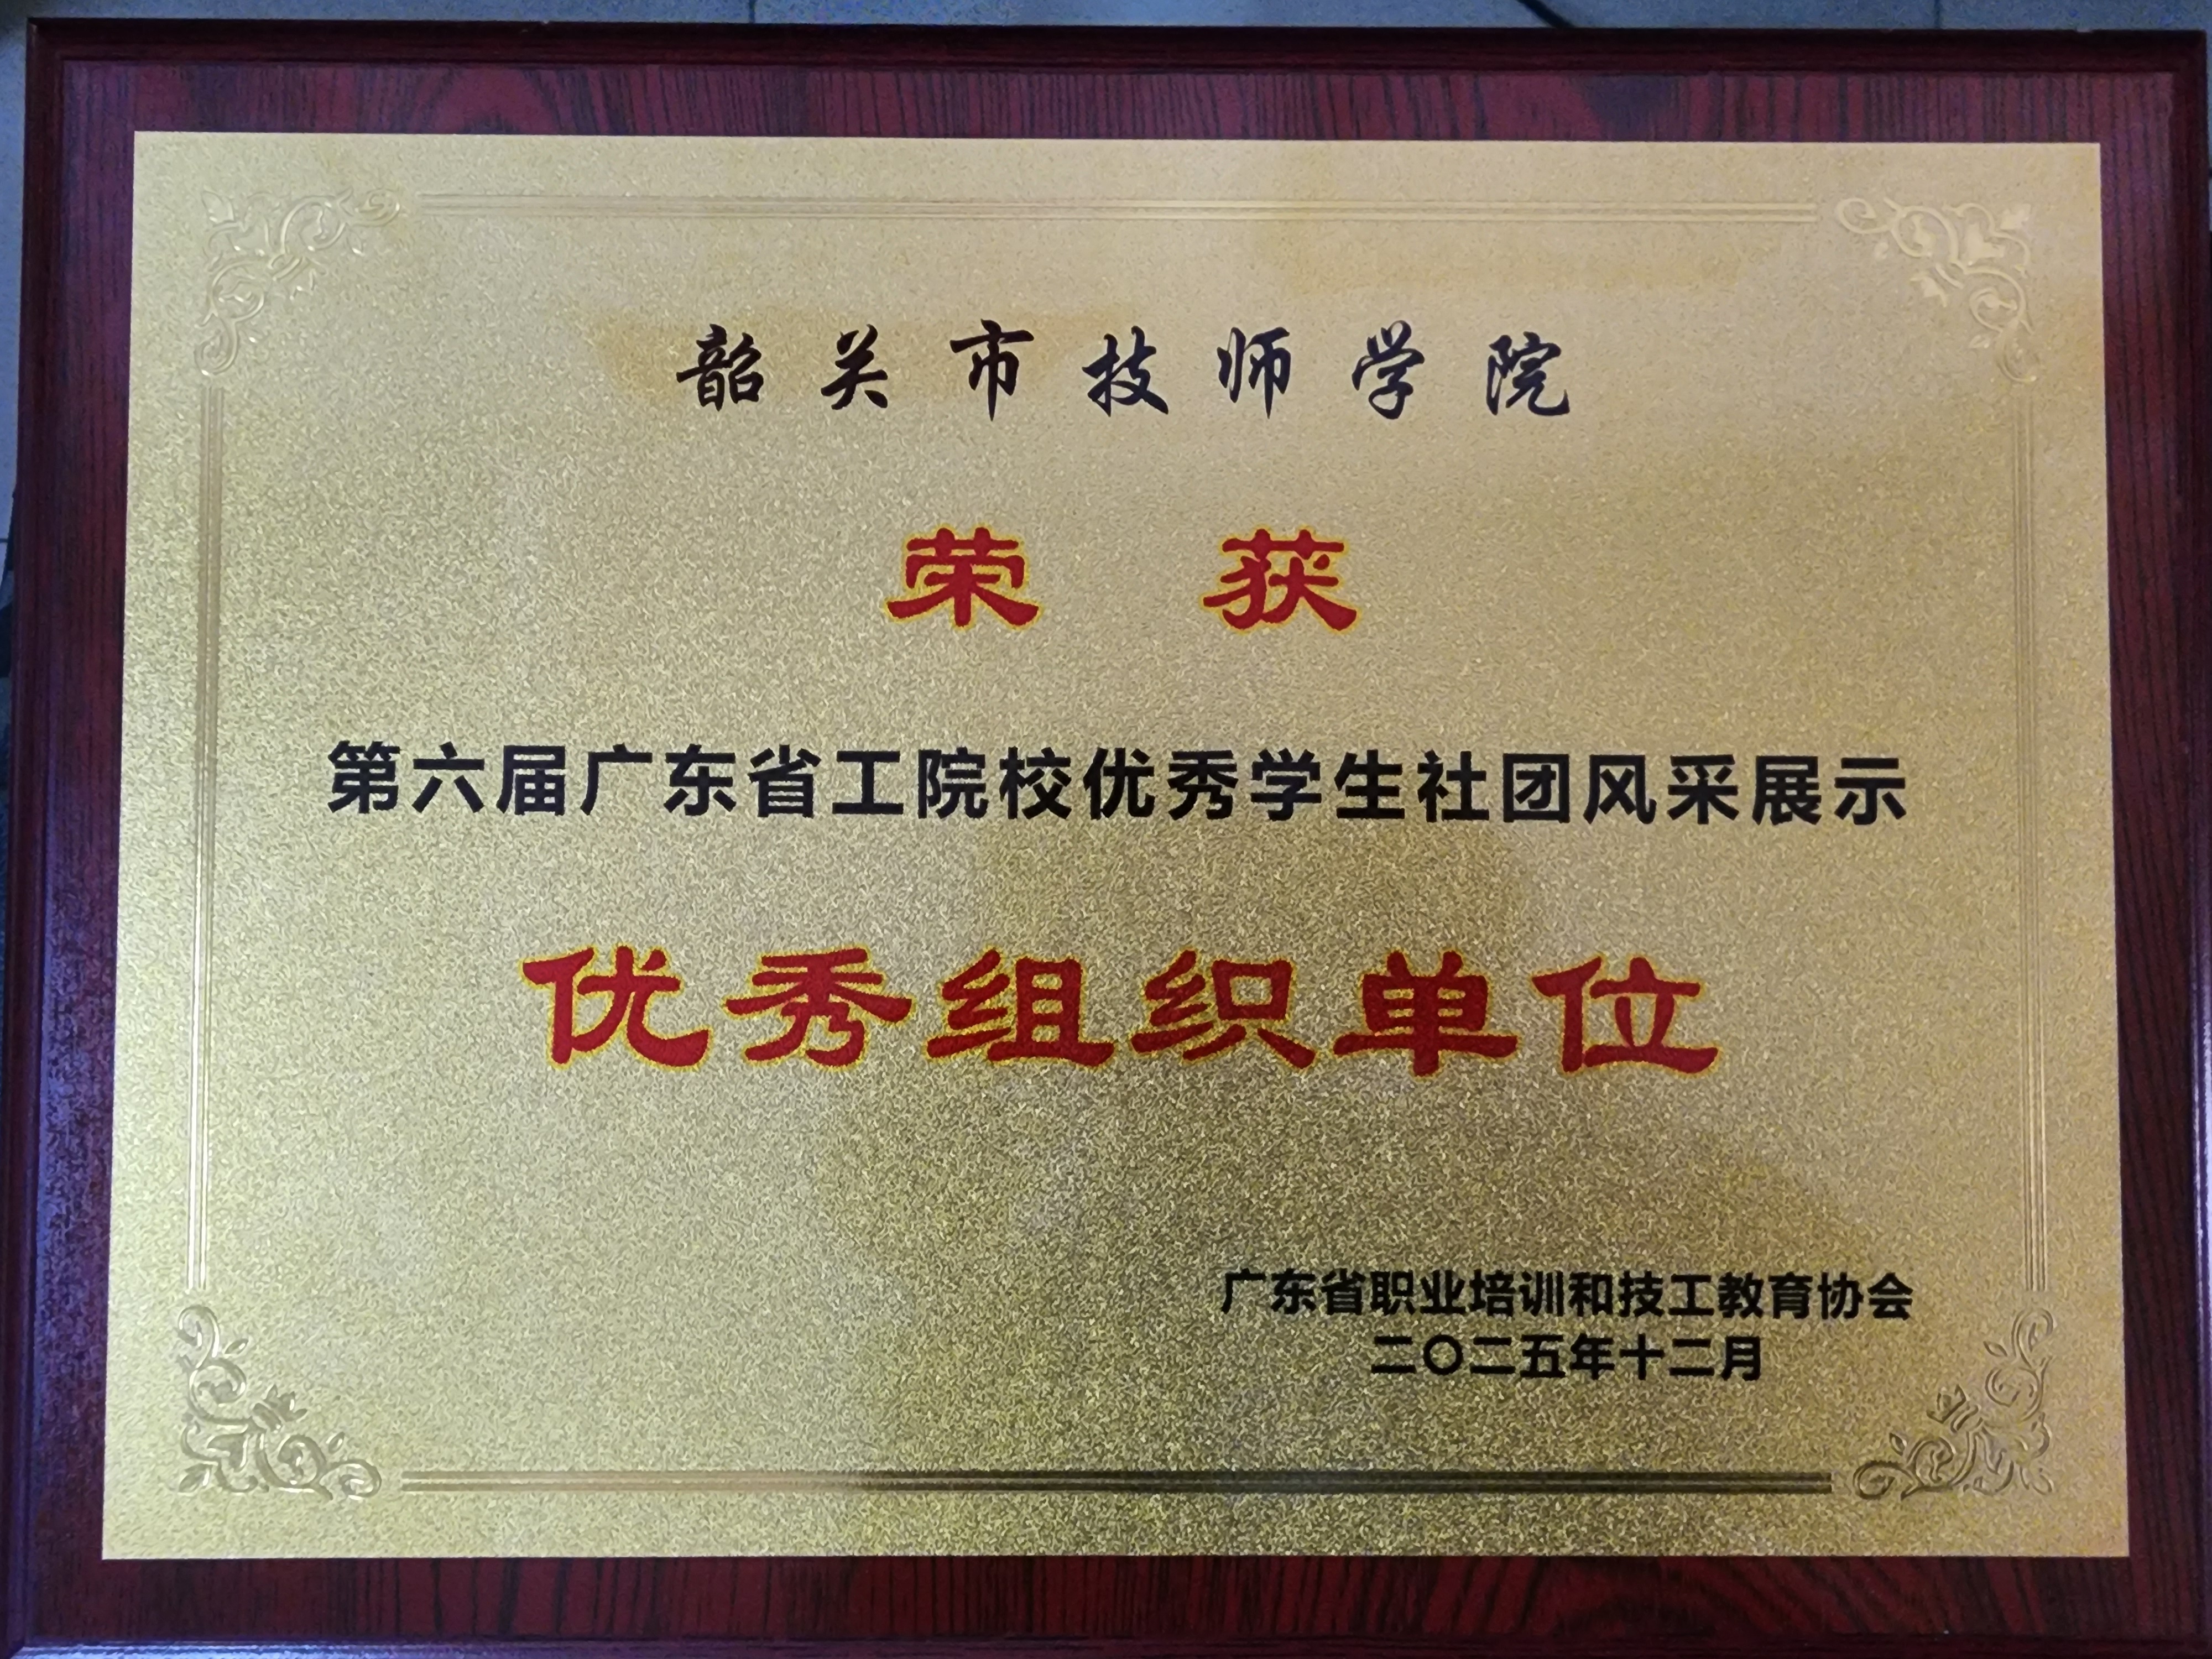 韶关市技师学院
荣获
第六届广东省工院校优秀学生社团风采展示
优秀组织单位
广东省职业培训和技工教育协会
二〇二五年十二月